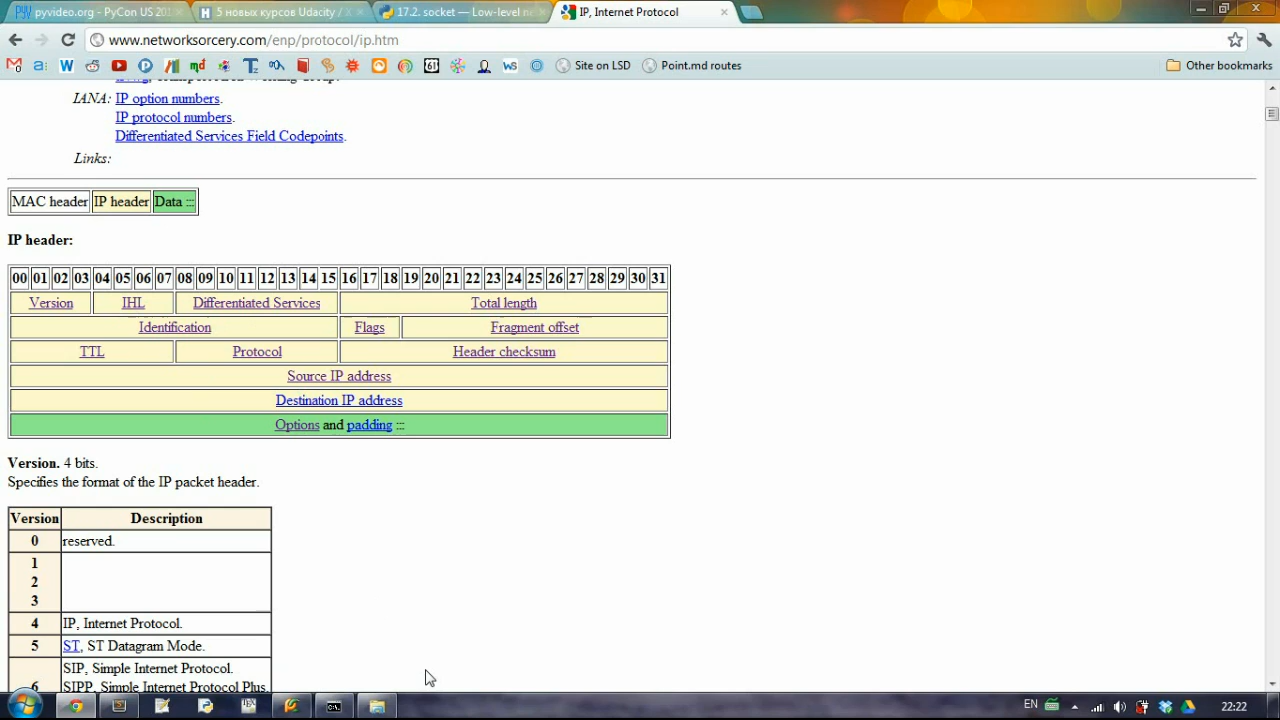 pyvideo.org - PyCon US 201
5 новых курсов Udacity /
17.2. socket — Low-level n
IP, Internet Protocol
www.networksorcery.com/enp/protocol/ip.htm
Site on LSD
Point.md routes
Other bookmarks
IANA: IP option numbers.
IP protocol numbers.
Differentiated Services Field Codepoints.
Links:
MAC header IP header Data :::
IP header:
00 01 02 03 04 05 06 07 08 09 10 11 12 13 14 15 16 17 18 19 20 21 22 23 24 25 26 27 28 29 30 31
Version IHL Differentiated Services Total length
Identification Flags Fragment offset
TTL Protocol Header checksum
Source IP address
Destination IP address
Options and padding :::
Version. 4 bits.
Specifies the format of the IP packet header.
Version Description
0 reserved.
1
2
3
4 IP, Internet Protocol.
5 ST, ST Datagram Mode.
SIP, Simple Internet Protocol.
6 SIPP, Simple Internet Protocol Plus.
EN
22:22